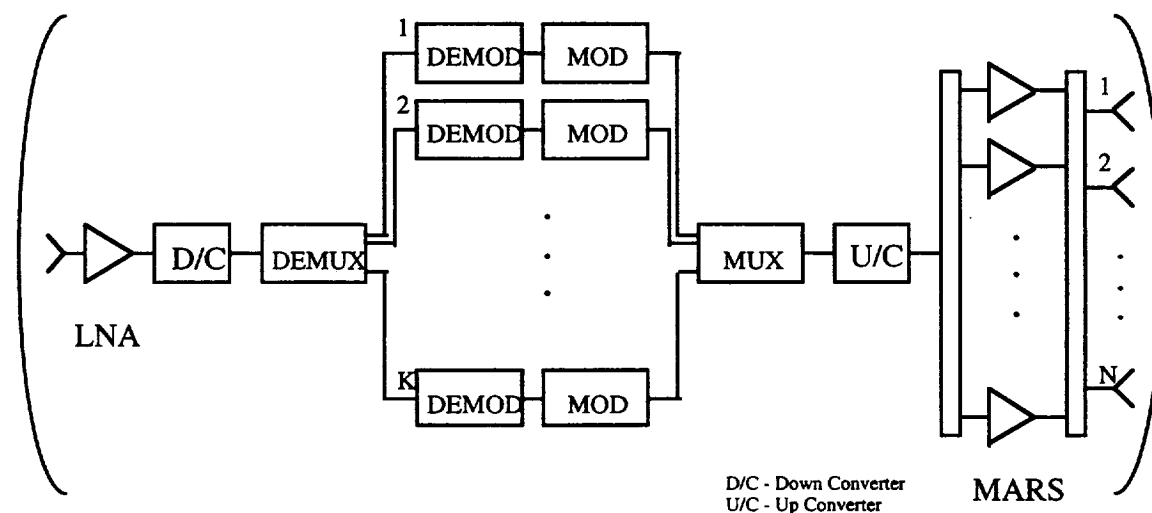 1
DEMOD
MOD
2
DEMOD
MOD
1
2
LNA
D/C
DEMUX
MUX
U/C
K
DEMOD
MOD
N
D/C - Down Converter
U/C - Up Converter
MARS